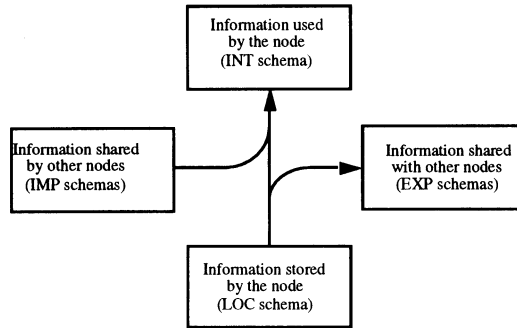 Information used
by the node
(INT schema)
Information shared
by other nodes
(IMP schemas)
Information shared
with other nodes
(EXP schemas)
Information stored
by the node
(LOC schema)